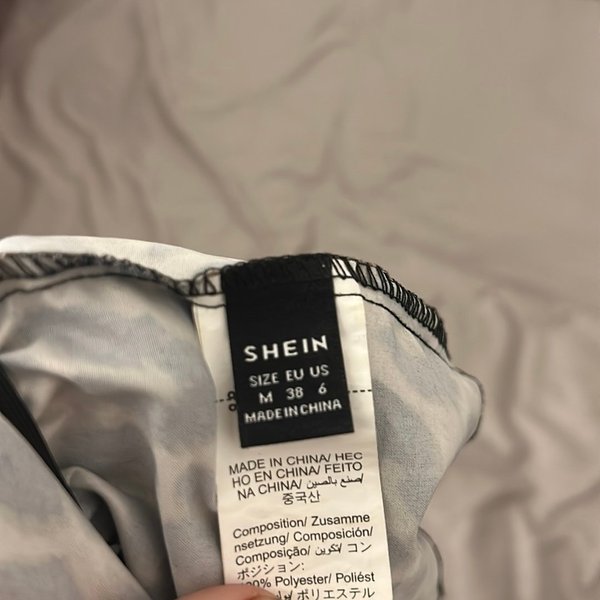 SHEIN
SIZE EU US
M 38 6
MADE IN CHINA
MADE IN CHINA/ HEC
HO EN CHINA/ FEITO
NA CHINA/ صنع بالصين/
중국산
Composition/ Zusamme
nsetzung/ Composición/
Composição/ تكوين/ コン
ポジション:
Polyester/ Poliést
ポリエステル